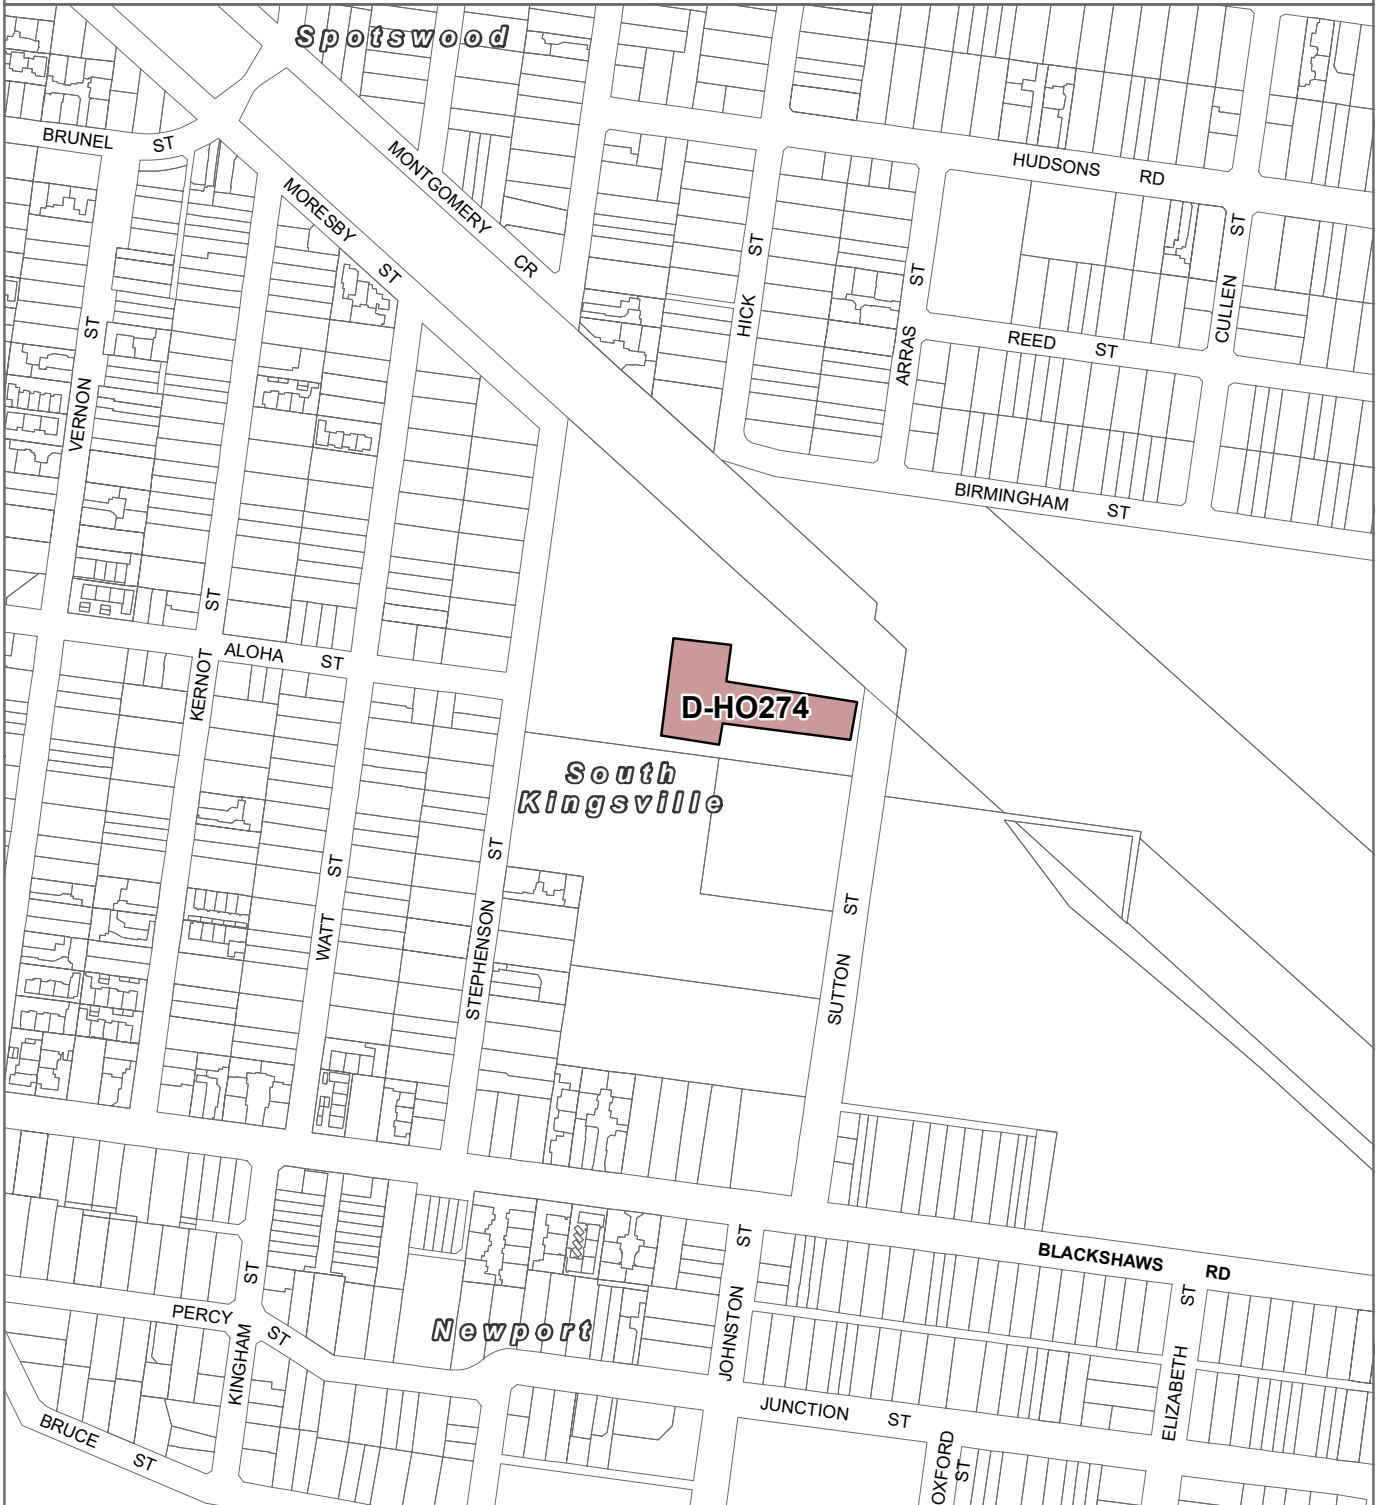 Spotswood
BRUNEL ST
MONTGOMERY CR
MORESBY ST
HUDSONS RD
HICK ST
ARRAS ST
CULLEN ST
REED ST
VERNON ST
BIRMINGHAM ST
KERNOT ST
ALOHA ST
D-HO274
South
Kingsville
WATT ST
STEPHENSON ST
SUTTON ST
BLACKSHAWS RD
PERCY ST
KINGHAM ST
Newport
JOHNSTON ST
ELIZABETH ST
JUNCTION ST
BRUCE ST
OXFORD ST